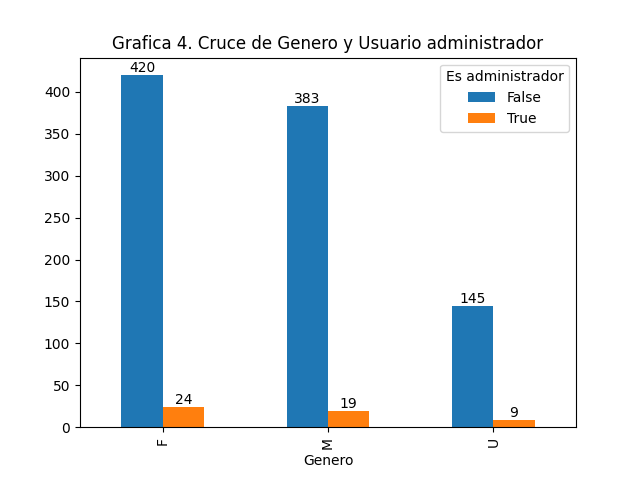 Grafica 4. Cruce de Genero y Usuario administrador
Es administrador
False
True
420
383
145
24
19
9
400
350
300
250
200
150
100
50
0
F
M
U
Genero